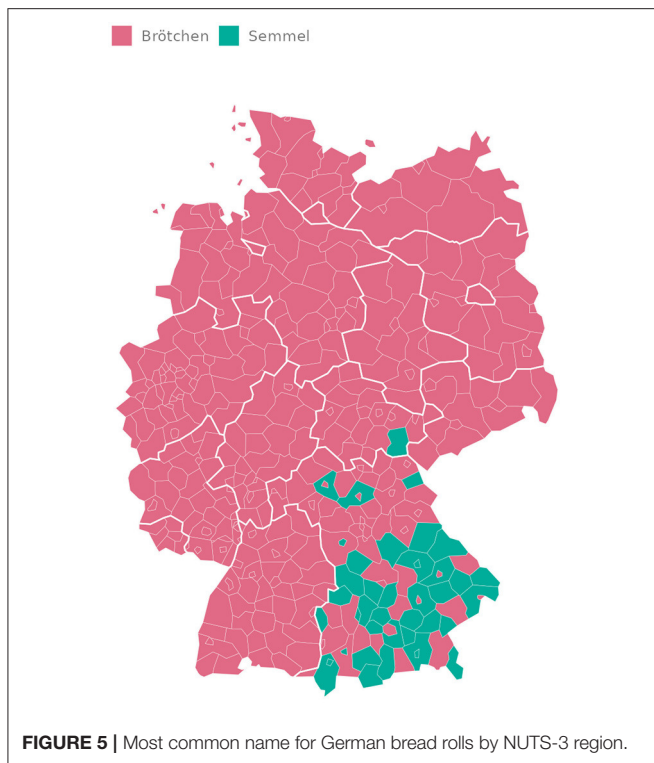 Brötchen Semmel
FIGURE 5 | Most common name for German bread rolls by NUTS-3 region.